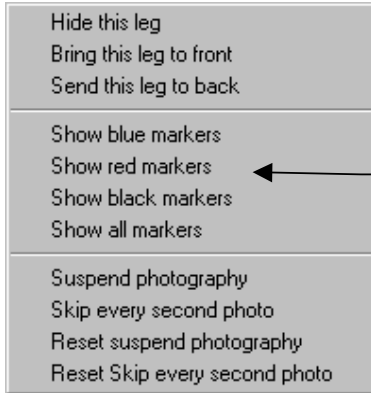 Hide this leg
Bring this leg to front
Send this leg to back
Show blue markers
Show red markers
Show black markers
Show all markers
Suspend photography
Skip every second photo
Reset suspend photography
Reset Skip every second photo